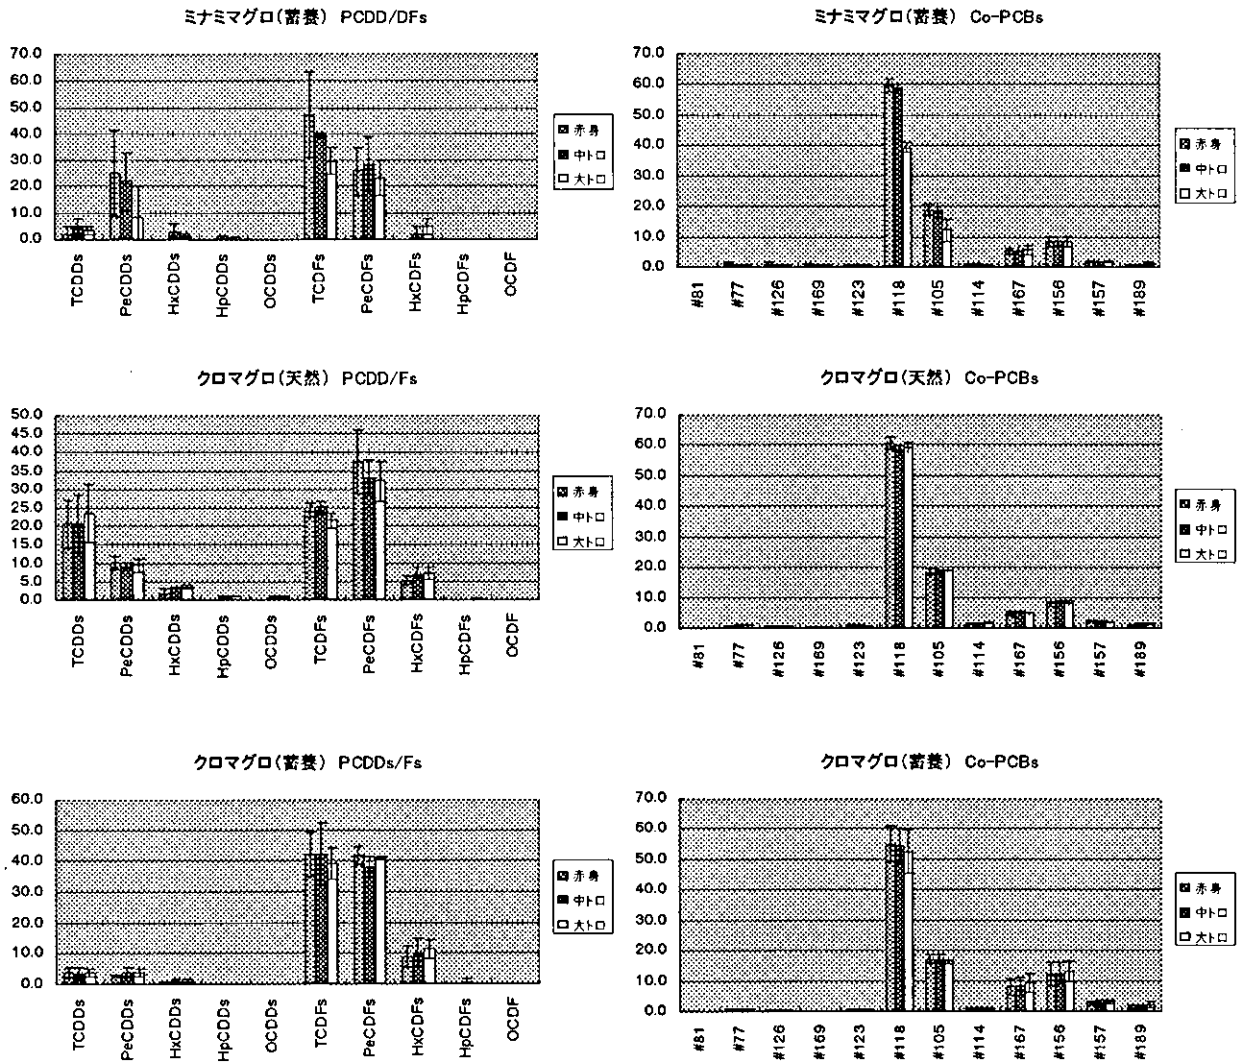 ミナミマグロ(蓄養) PCDD/DFs
70.0
60.0
50.0
40.0
30.0
20.0
10.0
0.0
TCDDs
PeCDDs
HxCDDs
HpCDDs
OCDDs
TCDFs
PeCDFs
HxCDFs
HpCDFs
OCDF
赤身
中トロ
大トロ
ミナミマグロ(蓄養) Co-PCBs
70.0
60.0
50.0
40.0
30.0
20.0
10.0
0.0
#81
#77
#126
#169
#123
#118
#105
#114
#167
#156
#157
#189
赤身
中トロ
大トロ
クロマグロ(天然) PCDD/Fs
50.0
45.0
40.0
35.0
30.0
25.0
20.0
15.0
10.0
5.0
0.0
TCDDs
PeCDDs
HxCDDs
HpCDDs
OCDDs
TCDFs
PeCDFs
HxCDFs
HpCDFs
OCDF
赤身
中トロ
大トロ
クロマグロ(天然) Co-PCBs
70.0
60.0
50.0
40.0
30.0
20.0
10.0
0.0
#81
#77
#126
#169
#123
#118
#105
#114
#167
#156
#157
#189
赤身
中トロ
大トロ
クロマグロ(蓄養) PCDDs/Fs
60.0
50.0
40.0
30.0
20.0
10.0
0.0
TCDDs
PeCDDs
HxCDDs
HpCDDs
OCDDs
TCDFs
PeCDFs
HxCDFs
HpCDFs
OCDF
赤身
中トロ
大トロ
クロマグロ(蓄養) Co-PCBs
70.0
60.0
50.0
40.0
30.0
20.0
10.0
0.0
#81
#77
#126
#169
#123
#118
#105
#114
#167
#156
#157
#189
赤身
中トロ
大トロ